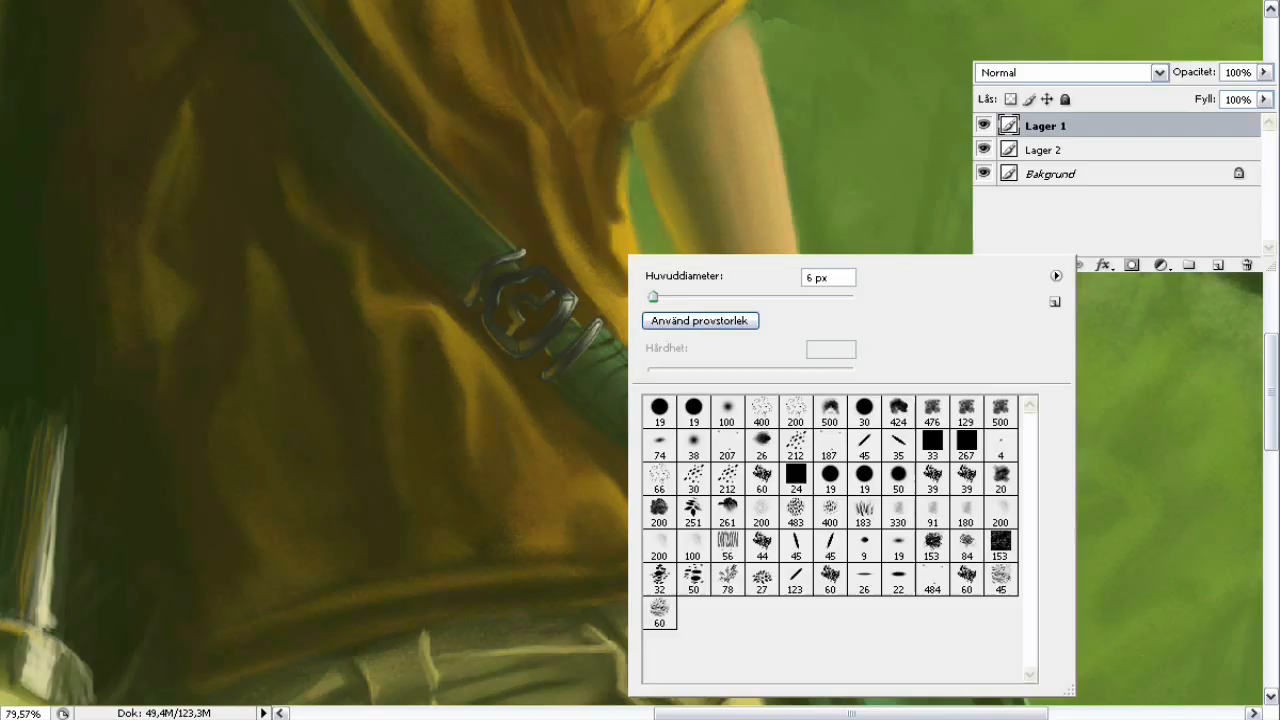 Normal Opacitet: 100%
Lås: Fyll: 100%
Lager 1
Lager 2
Bakgrund
fx
Huvuddiameter: 6 px
Använd provstorlek
Hårdhet:
19 19 100 400 200 500 30 424 476 129 500
74 38 207 26 212 187 45 35 33 267 4
66 30 212 60 24 19 19 50 39 39 20
200 251 261 200 483 400 183 330 91 180 200
200 100 56 44 45 45 9 19 153 84 153
32 50 78 27 123 60 26 22 484 60 45
60
79,57% Dok: 49,4M/123,3M